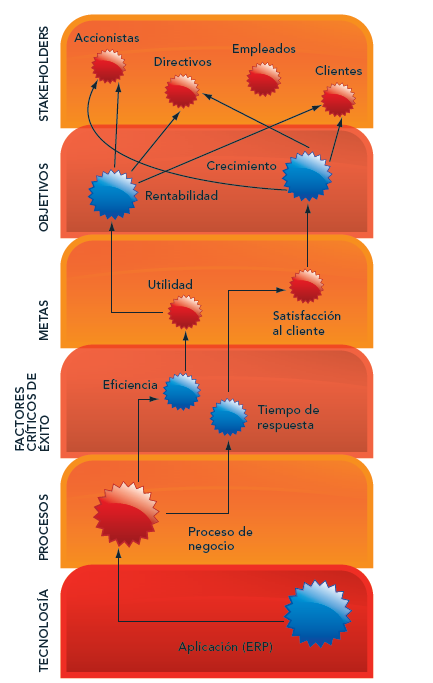 STAKEHOLDERS
Accionistas
Directivos
Empleados
Clientes
OBJETIVOS
Rentabilidad
Crecimiento
METAS
Utilidad
Satisfacción
al cliente
FACTORES
CRÍTICOS DE
ÉXITO
Eficiencia
Tiempo de
respuesta
PROCESOS
Proceso de
negocio
TECNOLOGÍA
Aplicación (ERP)